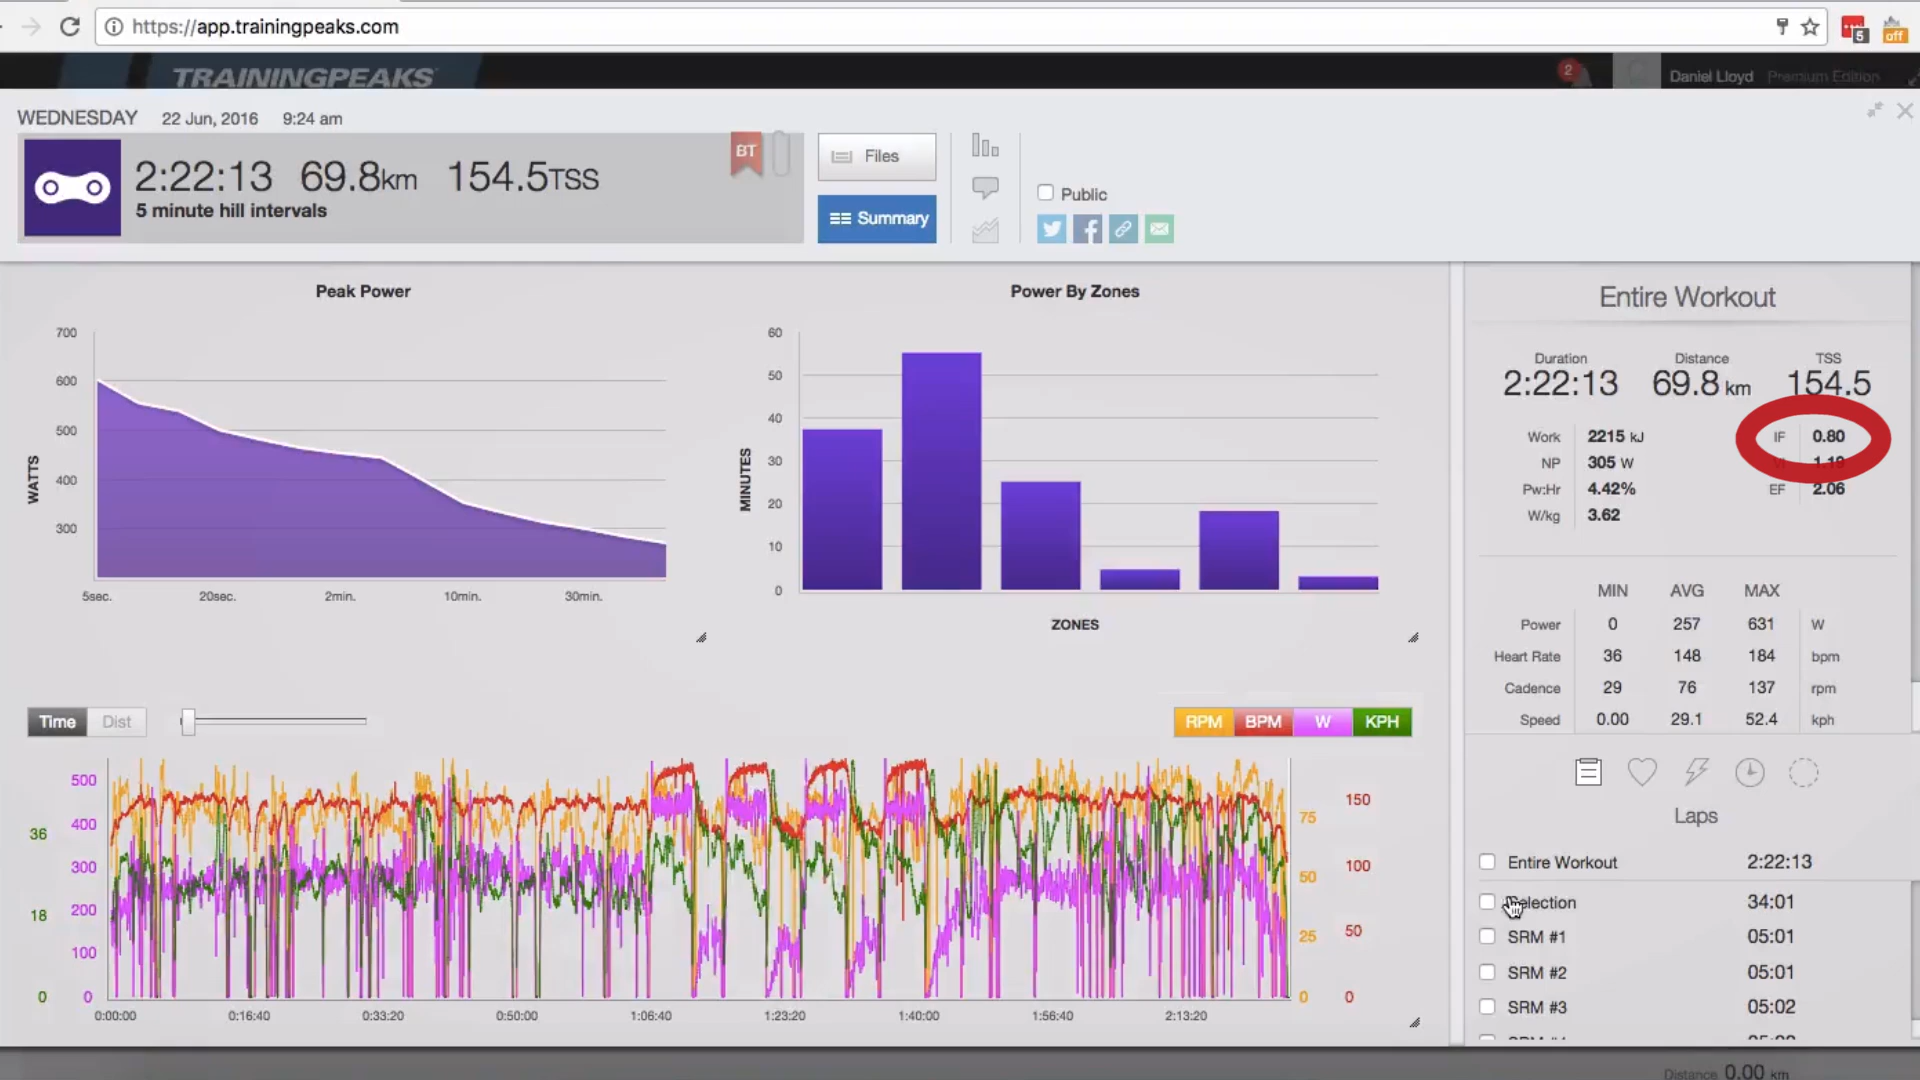 https://app.trainingpeaks.com
5
off
TRAININGPEAKS
2
Daniel Lloyd Premium Edition
WEDNESDAY 22 Jun, 2016 9:24 am
2:22:13 69.8km 154.5TSS
5 minute hill intervals
BT
Files
Summary
Public
Peak Power
700
600
500
400
300
WATTS
5sec. 20sec. 2min. 10min. 30min.
Power By Zones
60
50
40
30
20
10
0
MINUTES
ZONES
Entire Workout
Duration Distance TSS
2:22:13 69.8 km 154.5
Work 2215 kJ IF 0.80
NP 305 W 1.19
Pw:Hr 4.42% EF 2.06
W/kg 3.62
MIN AVG MAX
Power 0 257 631 W
Heart Rate 36 148 184 bpm
Cadence 29 76 137 rpm
Speed 0.00 29.1 52.4 kph
Time Dist
RPM BPM W KPH
500
400
300
200
100
0
36
18
0
75
50
25
0
150
100
50
0
0:00:00 0:16:40 0:33:20 0:50:00 1:06:40 1:23:20 1:40:00 1:56:40 2:13:20
Laps
Entire Workout 2:22:13
Selection 34:01
SRM #1 05:01
SRM #2 05:01
SRM #3 05:02
Distance 0.00 km